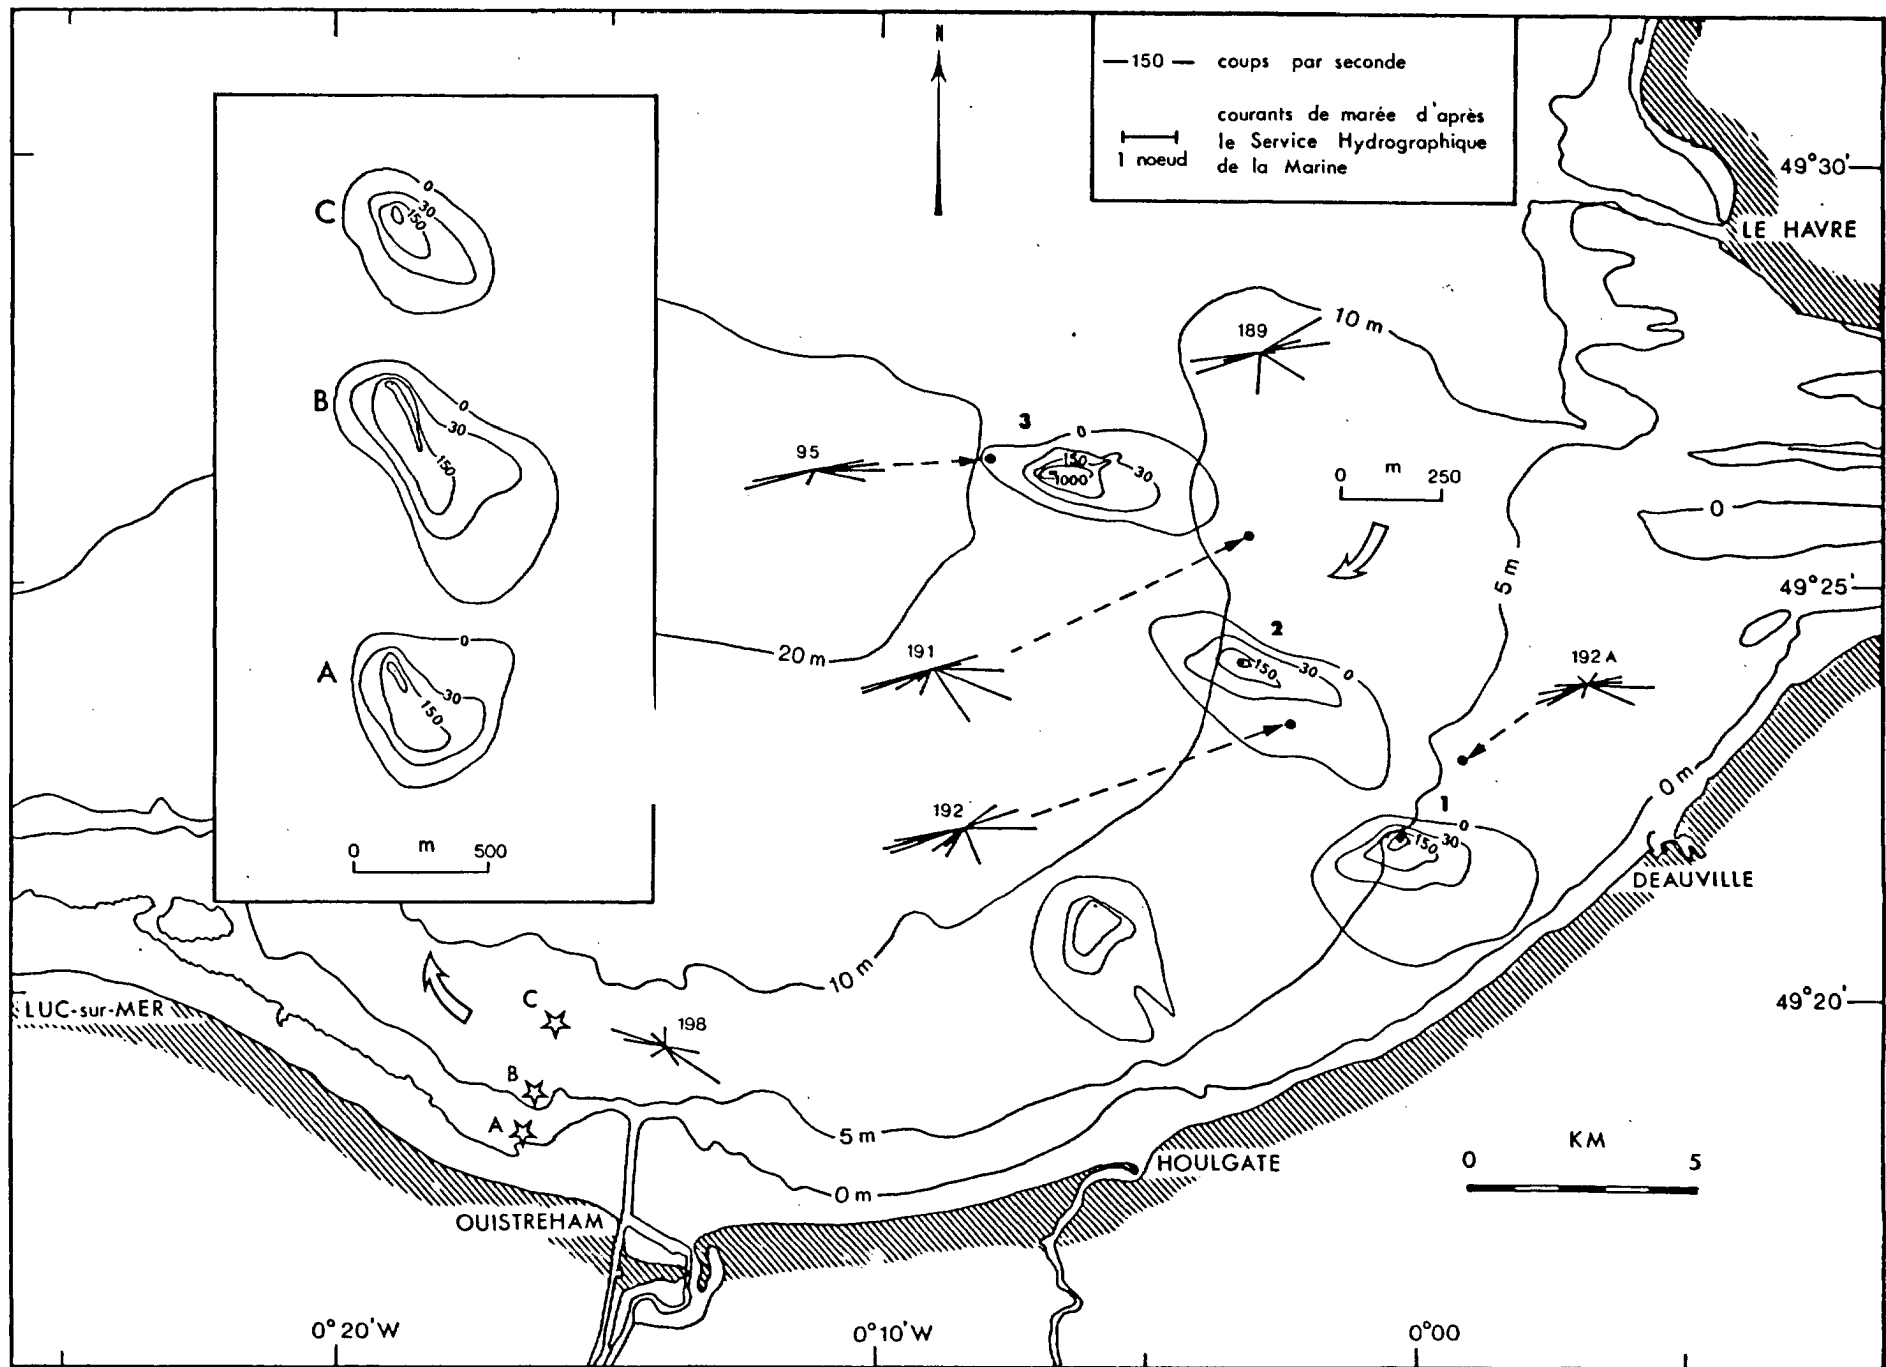 N
—150— coups par seconde
courants de marée d'après
le Service Hydrographique
de la Marine
1 noeud
49°30'
LE HAVRE
C
0
30
150
B
0
30
150
A
0
30
150
0 m 500
10 m
189
3
0
150
1000
30
95
0 m 250
0
5 m
49°25'
20 m
191
2
150
30
0
192 A
192
1
0
150
30
0 m
DEAUVILLE
10 m
49°20'
LUC-sur-MER
C
198
B
A
5 m
0 m
HOULGATE
KM
0 5
OUISTREHAM
0°20'W
0°10'W
0°00